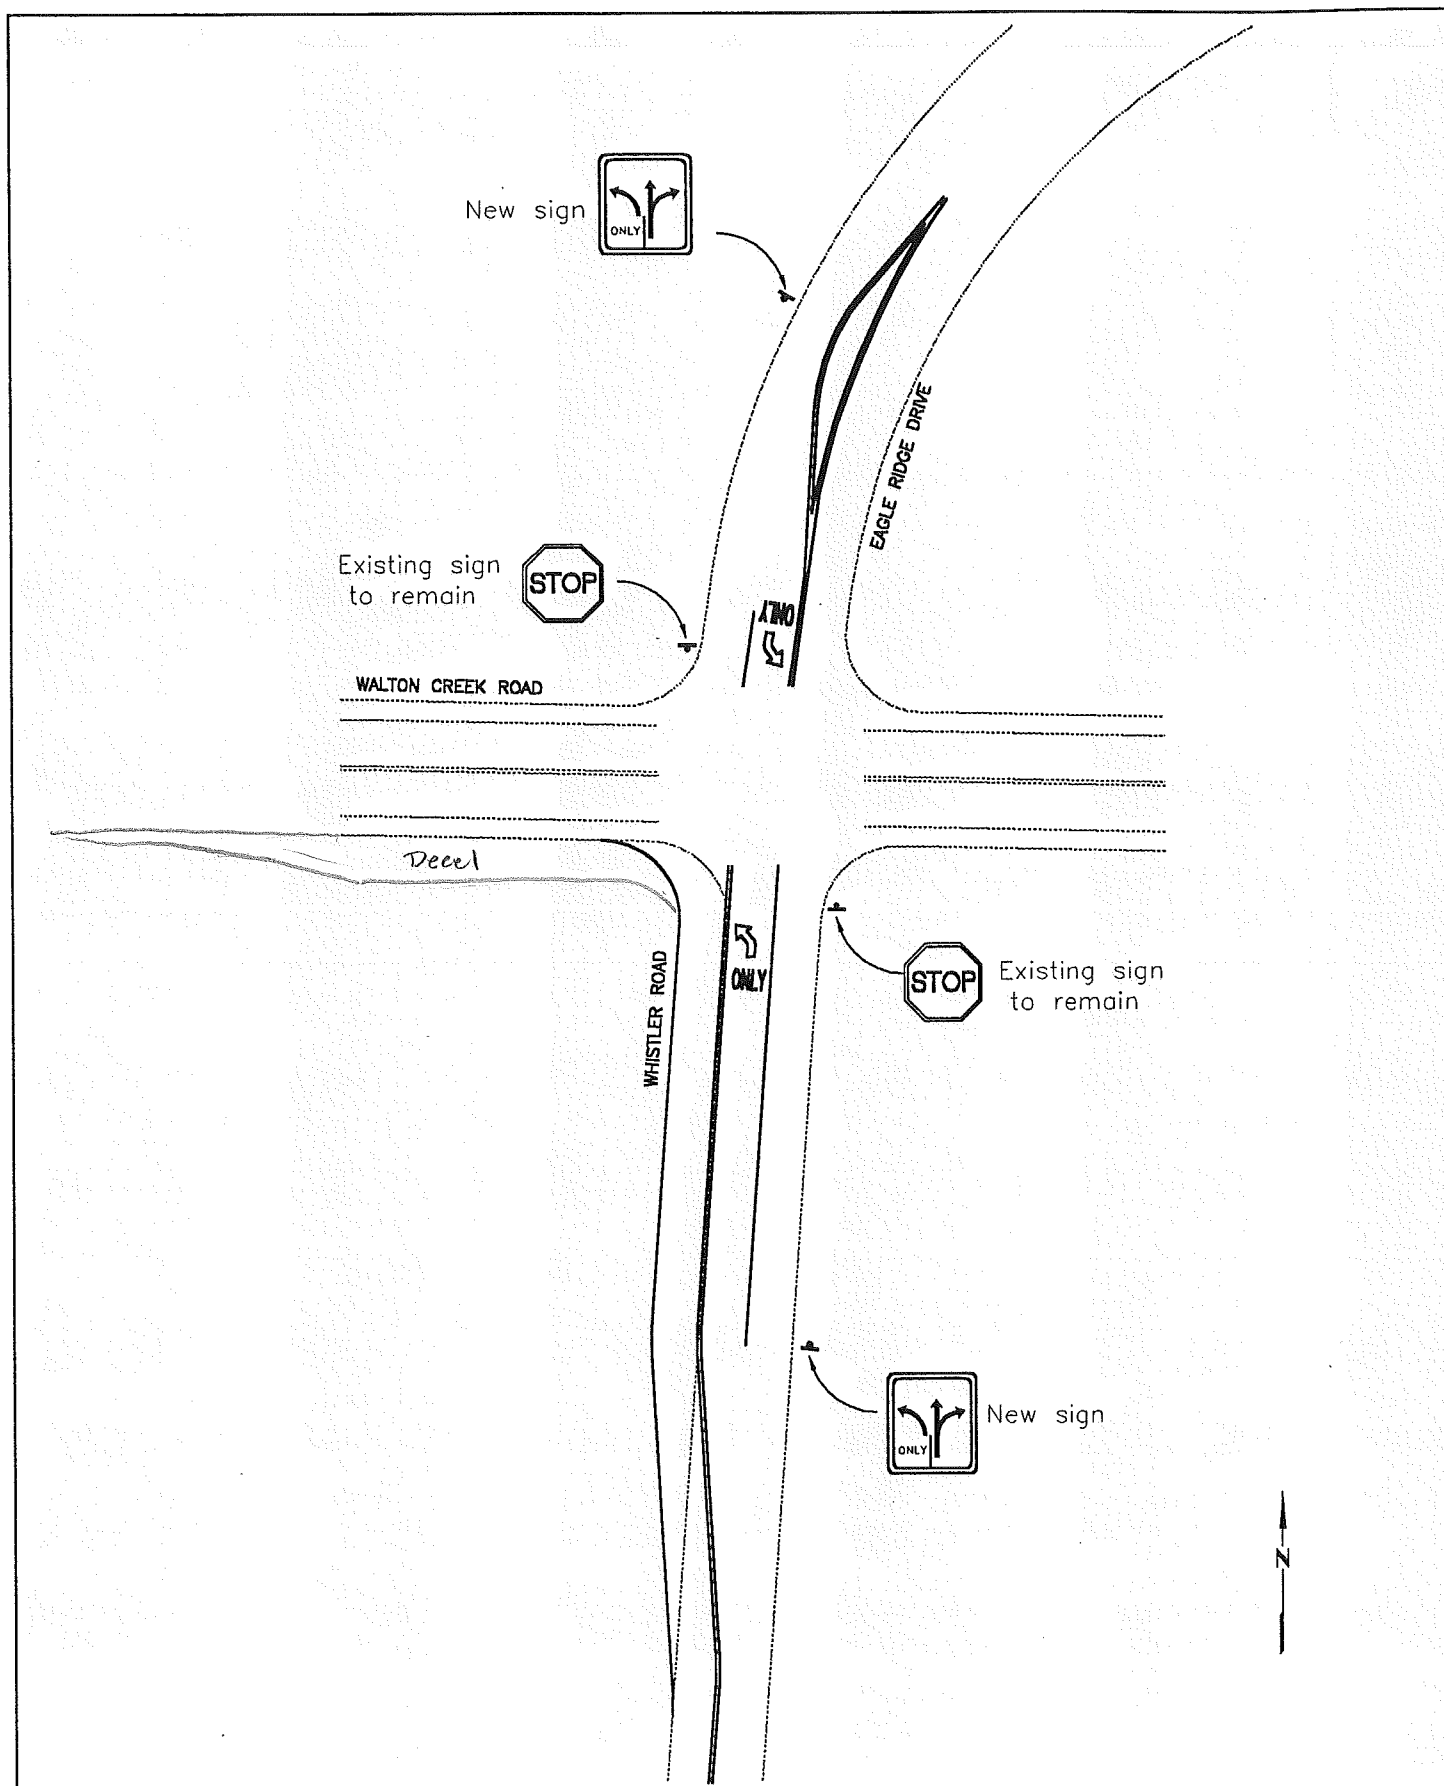 New sign
ONLY
EAGLE RIDGE DRIVE
Existing sign
to remain
STOP
ONLY
WALTON CREEK ROAD
Decel
WHISTLER ROAD
ONLY
STOP
Existing sign
to remain
New sign
ONLY
N